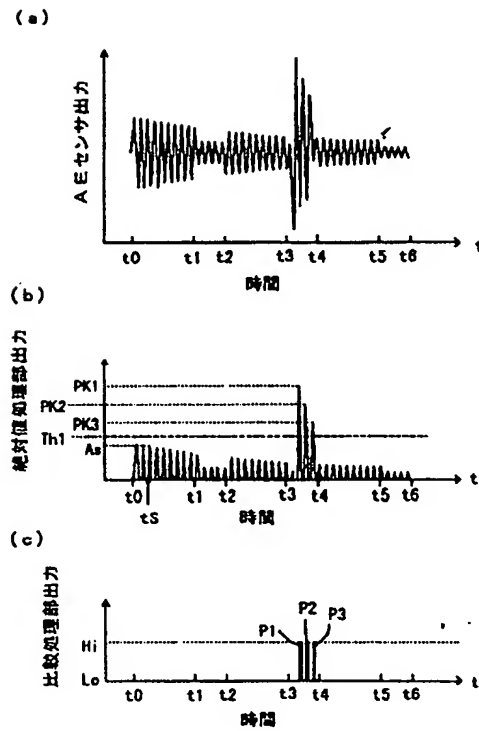 (a)
AEセンサ出力
t0 t1 t2 t3 t4 t5 t6 t
時間
(b)
絶対値処理部出力
PK1
PK2
PK3
Th1
As
t0 tS t1 t2 t3 t4 t5 t6 t
時間
(c)
比較処理部出力
P1 P2 P3
Hi
Lo
t0 t1 t2 t3 t4 t5 t6 t
時間